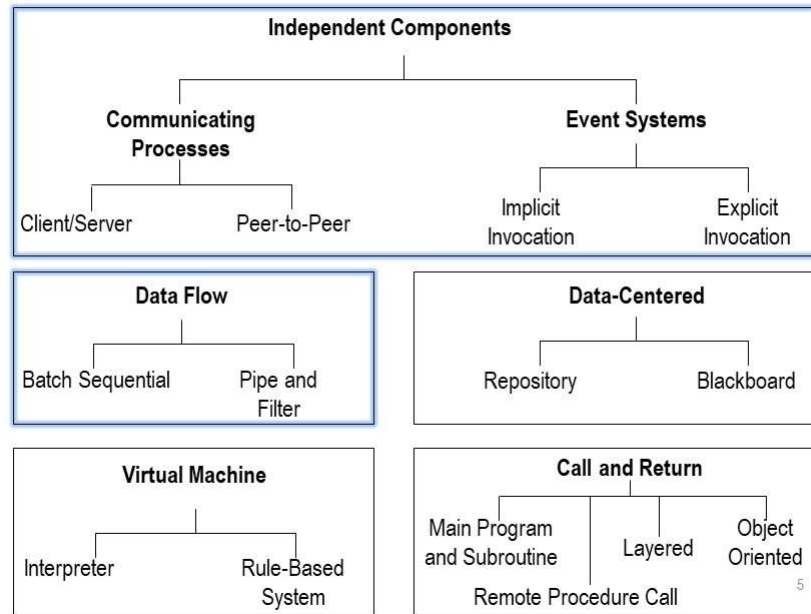 Independent Components
Communicating
Processes
Event Systems
Client/Server
Peer-to-Peer
Implicit
Invocation
Explicit
Invocation
Data Flow
Batch Sequential
Pipe and
Filter
Data-Centered
Repository
Blackboard
Virtual Machine
Interpreter
Rule-Based
System
Call and Return
Main Program
and Subroutine
Layered
Object
Oriented
Remote Procedure Call
5